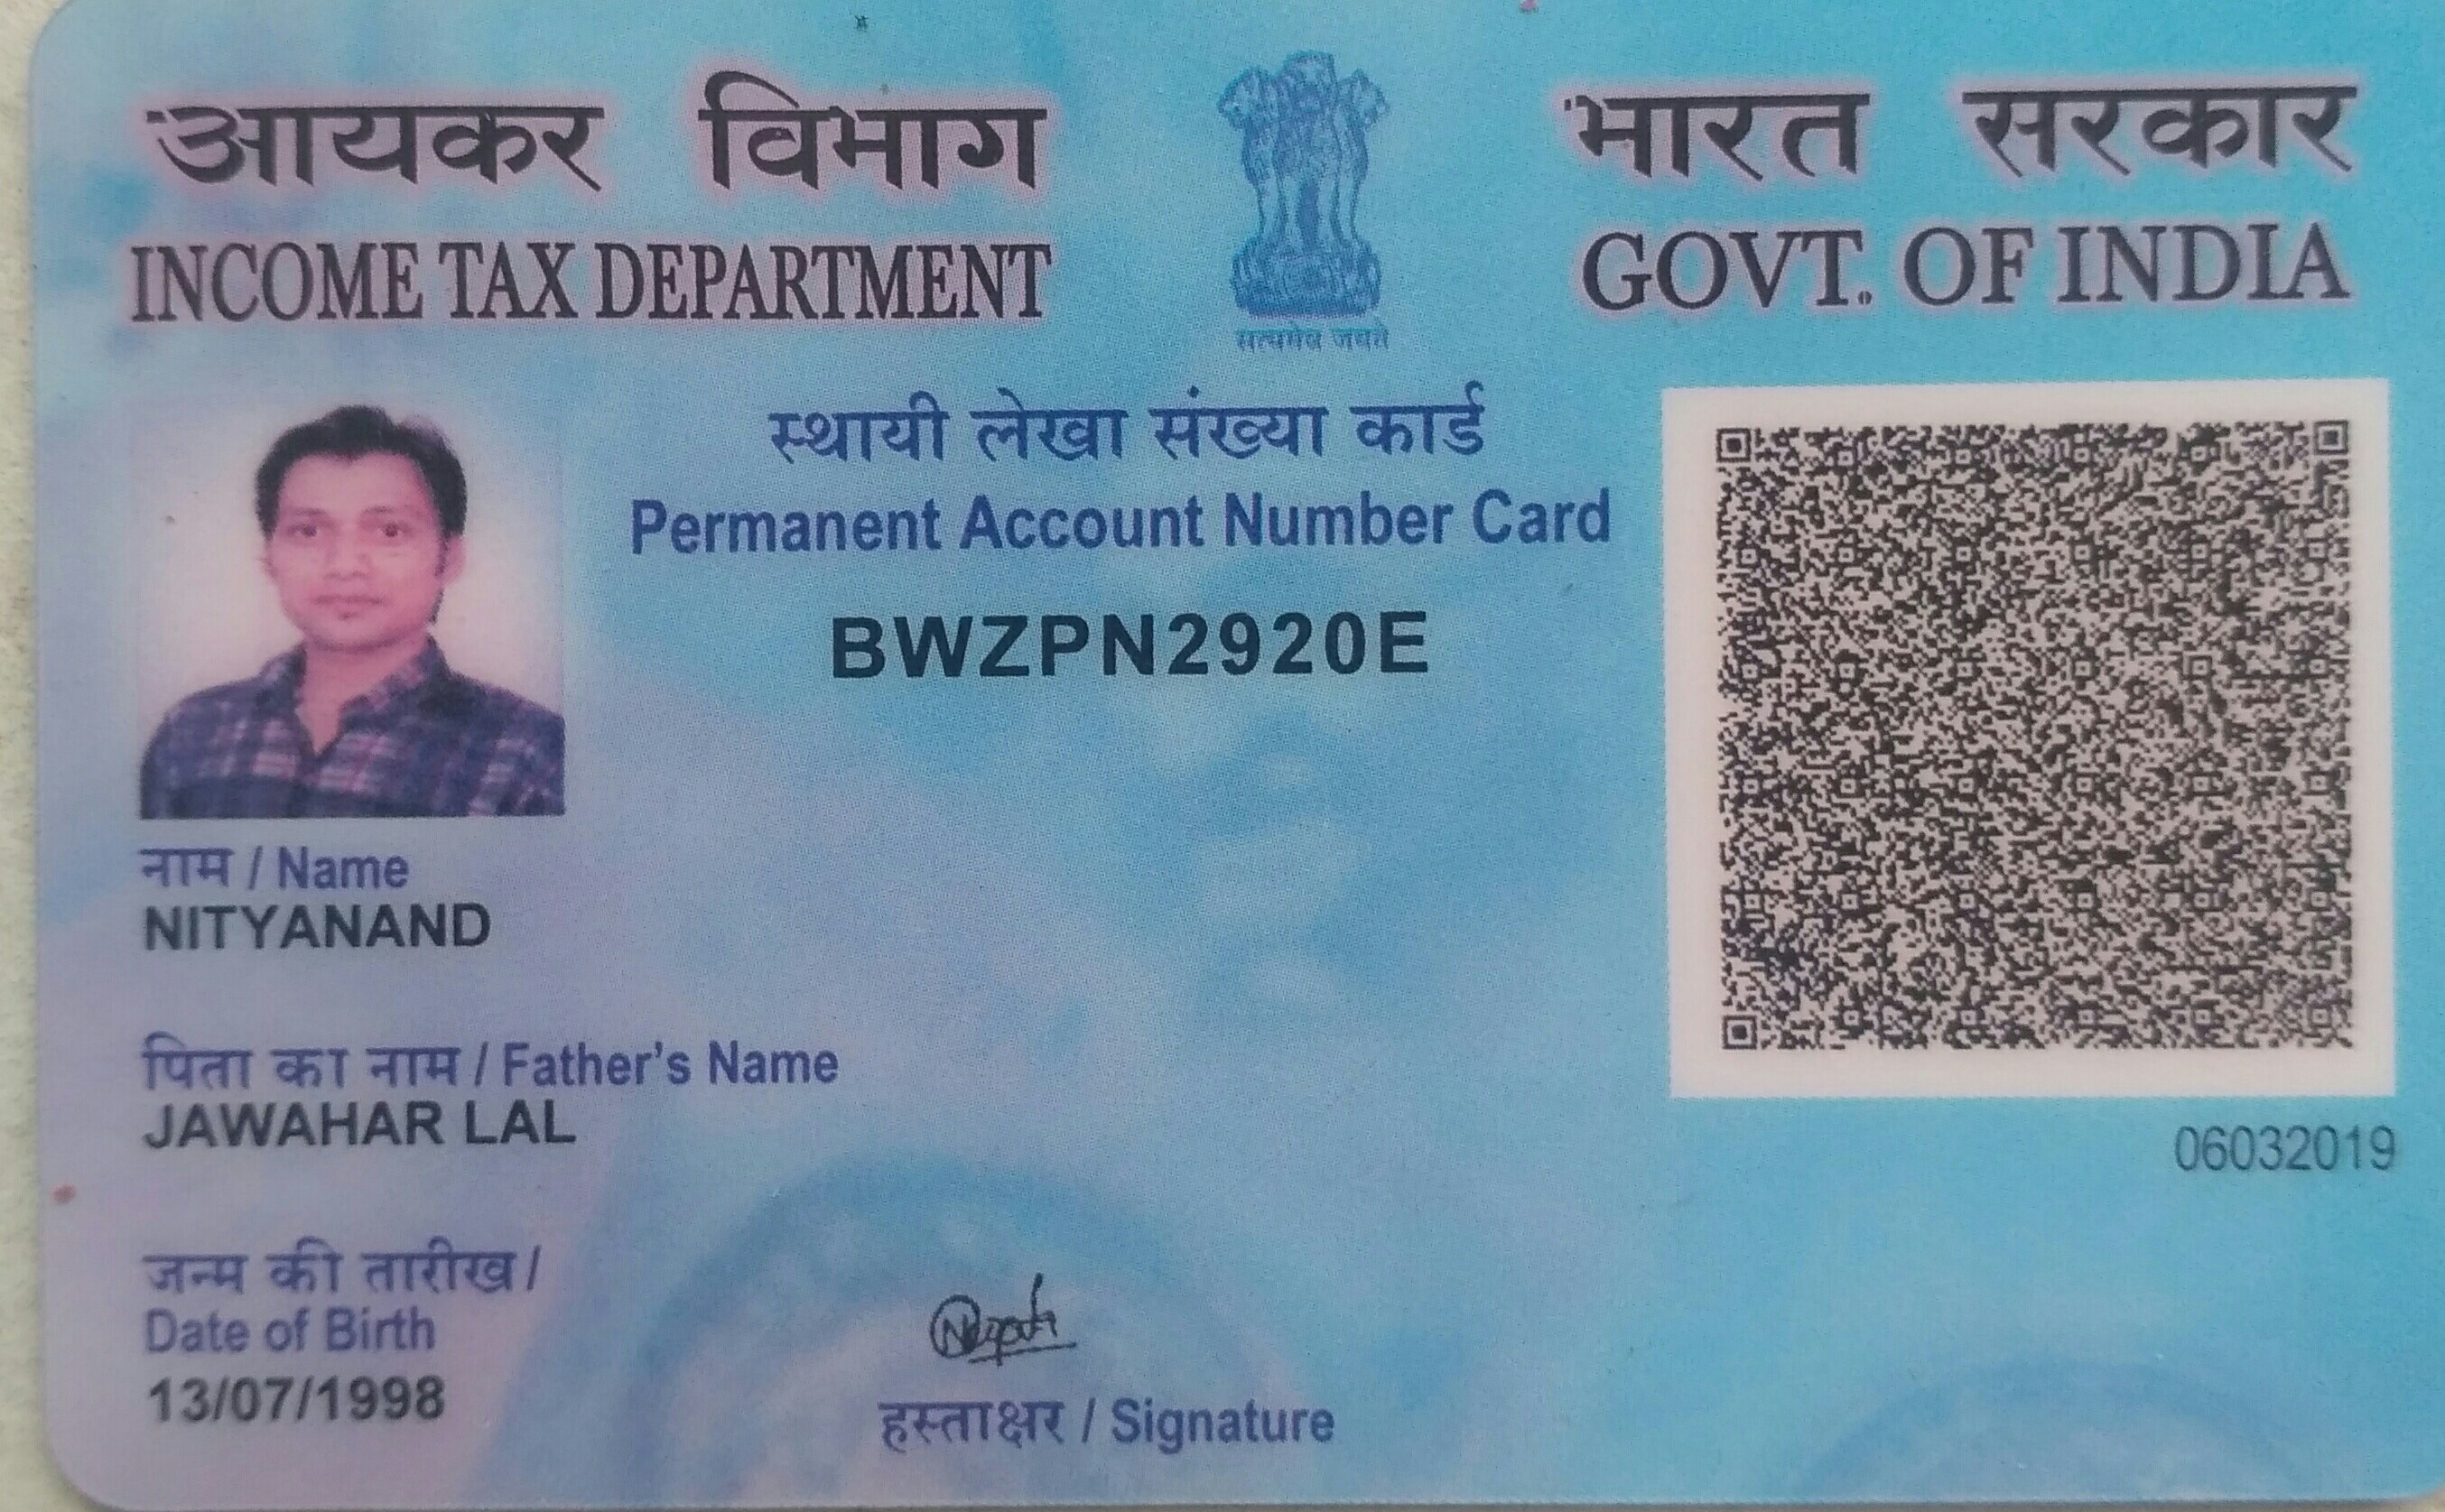 आयकर विभाग
INCOME TAX DEPARTMENT
सत्यमेव जयते
भारत सरकार
GOVT. OF INDIA
स्थायी लेखा संख्या कार्ड
Permanent Account Number Card
BWZPN2920E
नाम / Name
NITYANAND
पिता का नाम / Father's Name
JAWAHAR LAL
06032019
जन्म की तारीख /
Date of Birth
13/07/1998
हस्ताक्षर / Signature